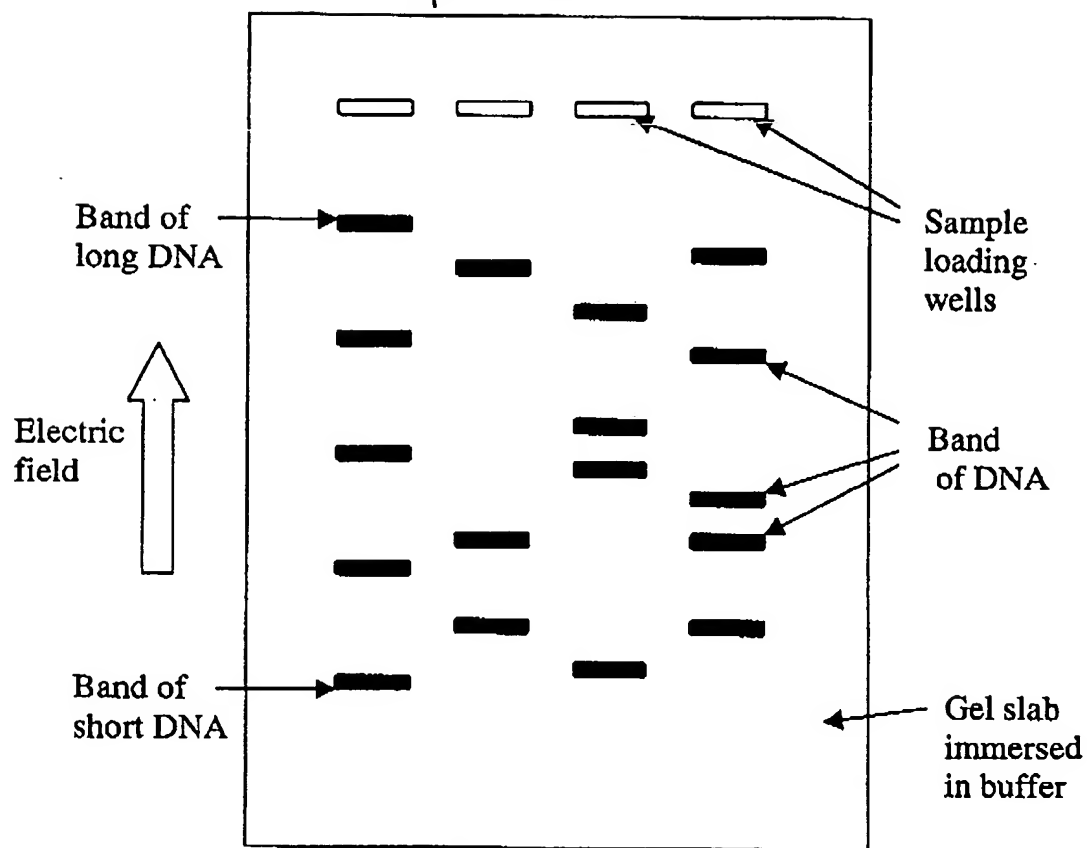 Band of
long DNA
Sample
loading
wells
Electric
field
Band
of DNA
Band of
short DNA
Gel slab
immersed
in buffer